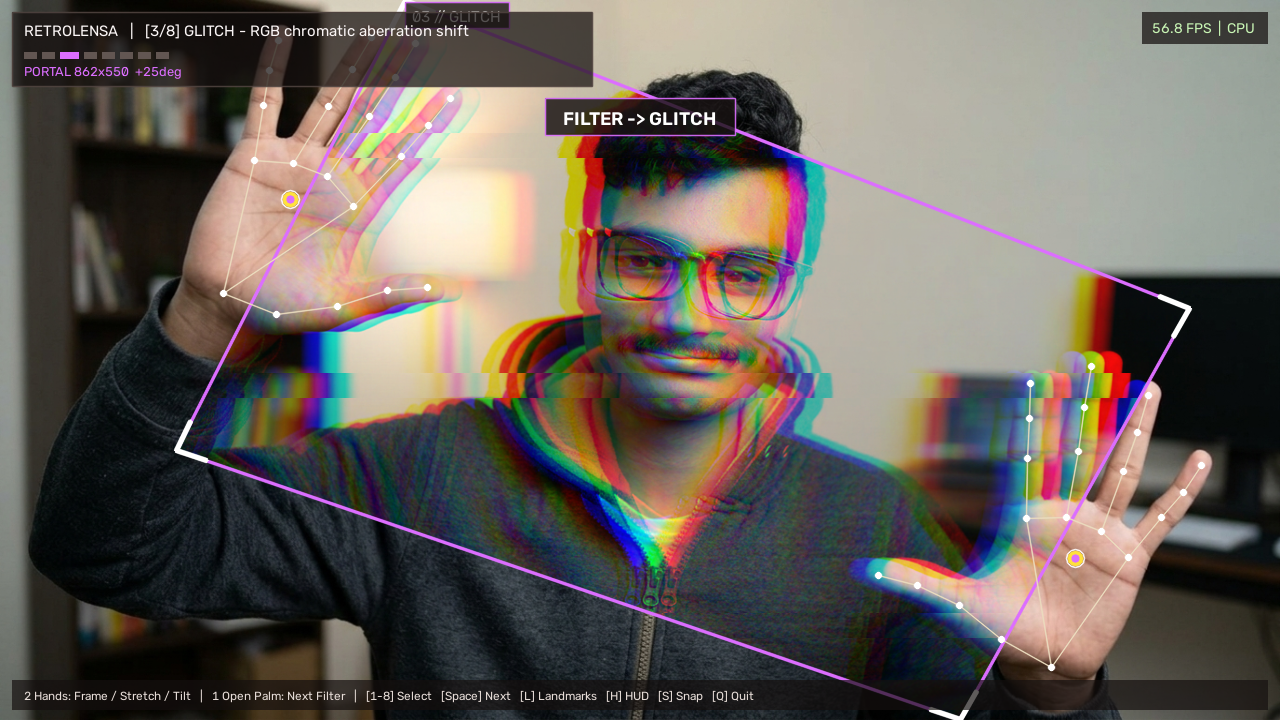 03 // GLITCH
RETROLENSA | [3/8] GLITCH - RGB chromatic aberration shift
PORTAL 862x550 +25deg
56.8 FPS | CPU
FILTER -> GLITCH
2 Hands: Frame / Stretch / Tilt | 1 Open Palm: Next Filter | [1-8] Select [Space] Next [L] Landmarks [H] HUD [S] Snap [Q] Quit